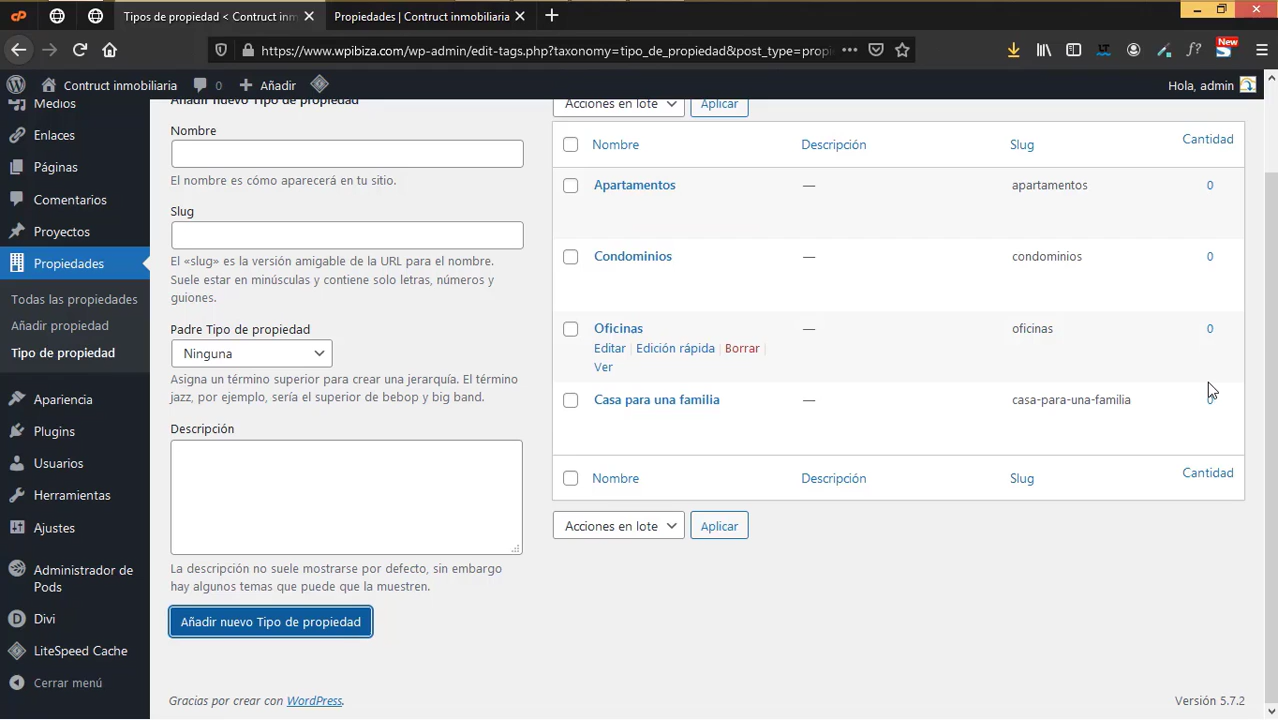 Tipos de propiedad < Contruct inm
Propiedades | Contruct inmobiliaria
https://www.wpibiza.com/wp-admin/edit-tags.php?taxonomy=tipo_de_propiedad&post_type=propi
New
Contruct inmobiliaria
0
Añadir
Hola, admin
Medios
Enlaces
Páginas
Comentarios
Proyectos
Propiedades
Todas las propiedades
Añadir propiedad
Tipo de propiedad
Apariencia
Plugins
Usuarios
Herramientas
Ajustes
Administrador de
Pods
Divi
LiteSpeed Cache
Cerrar menú
Añadir nuevo Tipo de propiedad
Nombre
El nombre es cómo aparecerá en tu sitio.
Slug
El «slug» es la versión amigable de la URL para el nombre.
Suele estar en minúsculas y contiene solo letras, números y
guiones.
Padre Tipo de propiedad
Ninguna
Asigna un término superior para crear una jerarquía. El término
jazz, por ejemplo, sería el superior de bebop y big band.
Descripción
La descripción no suele mostrarse por defecto, sin embargo
hay algunos temas que puede que la muestren.
Añadir nuevo Tipo de propiedad
Acciones en lote Aplicar
Nombre Descripción Slug Cantidad
Apartamentos — apartamentos 0
Condominios — condominios 0
Oficinas — oficinas 0
Editar | Edición rápida | Borrar |
Ver
Casa para una familia — casa-para-una-familia 0
Nombre Descripción Slug Cantidad
Acciones en lote Aplicar
Gracias por crear con WordPress.
Versión 5.7.2